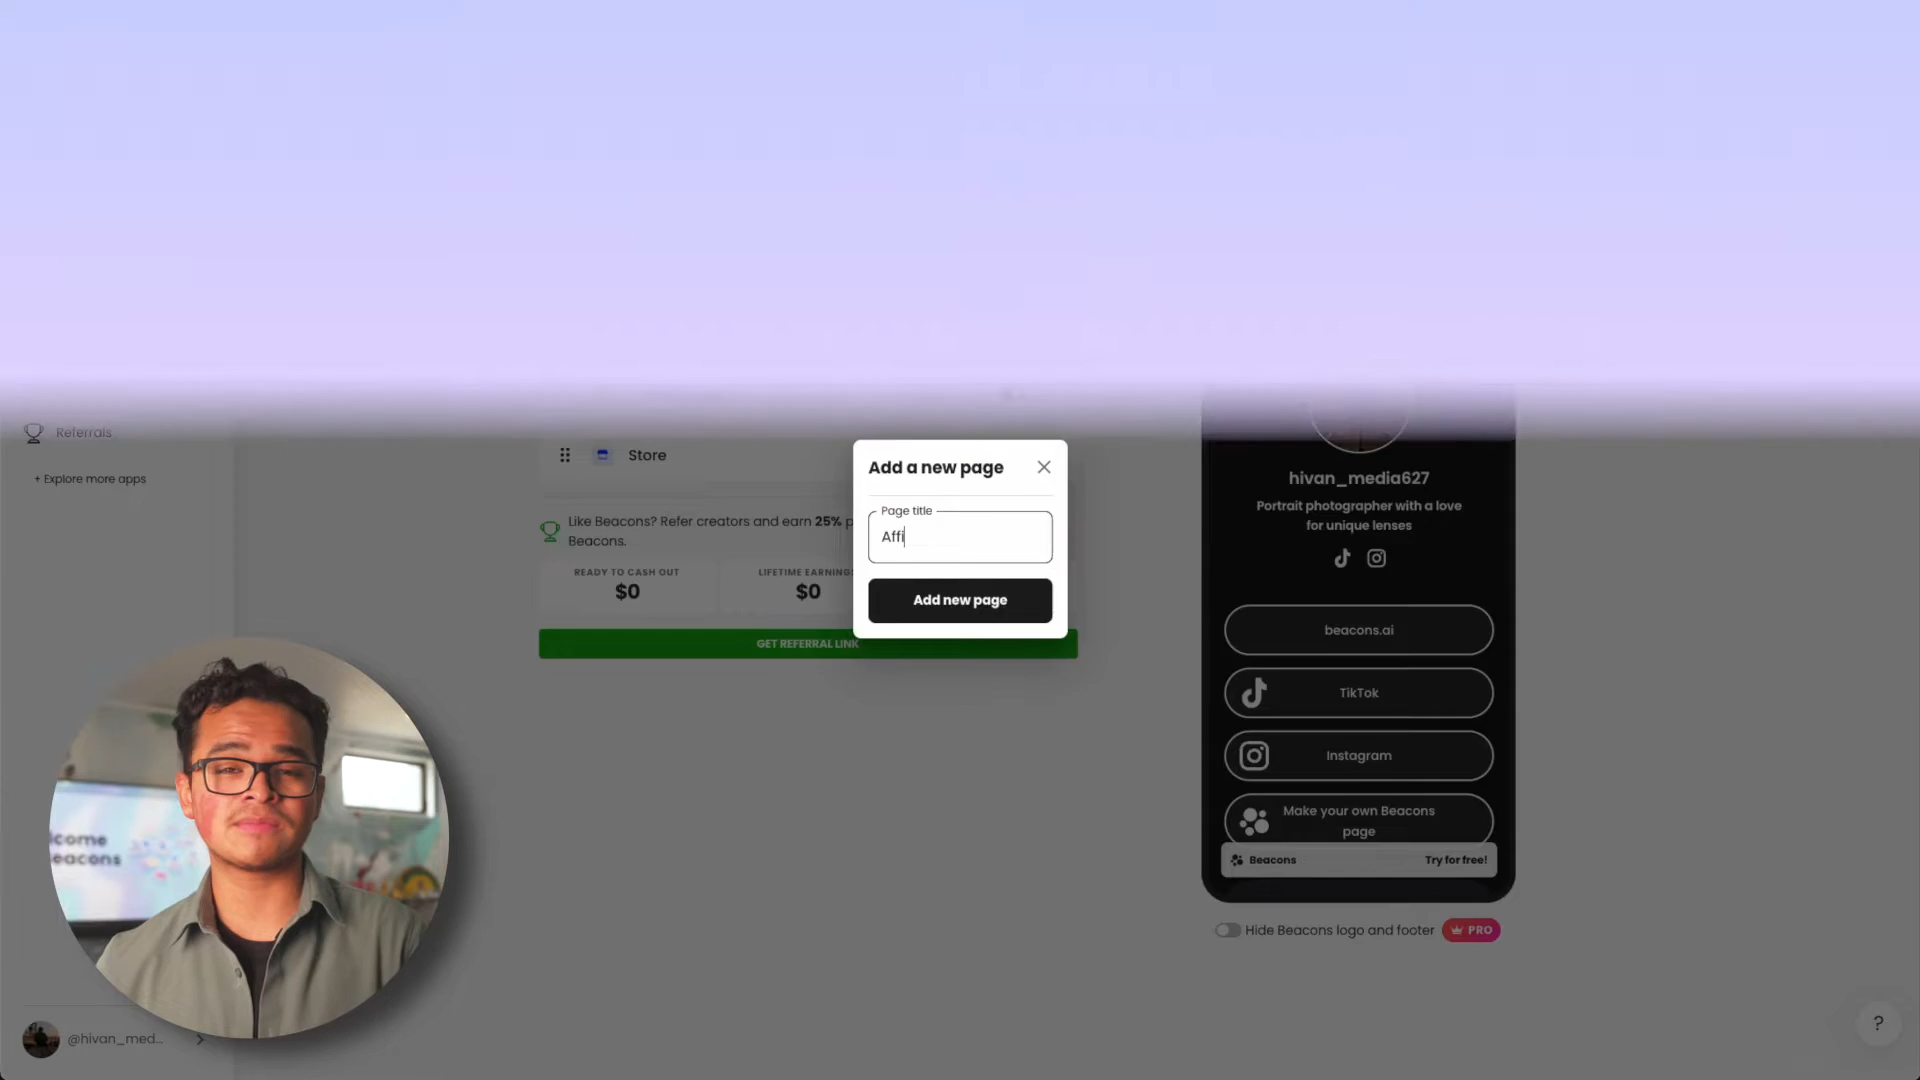 Referrals
+ Explore more apps
Store
Like Beacons? Refer creators and earn 25%
Beacons.
READY TO CASH OUT
$0
LIFETIME EARNINGS
$0
GET REFERRAL LINK
Add a new page
Page title
Affi
Add new page
hivan_media627
Portrait photographer with a love
for unique lenses
beacons.ai
TikTok
Instagram
Make your own Beacons
page
Beacons
Try for free!
Hide Beacons logo and footer
PRO
lcome
eacons
@hivan_med...
?